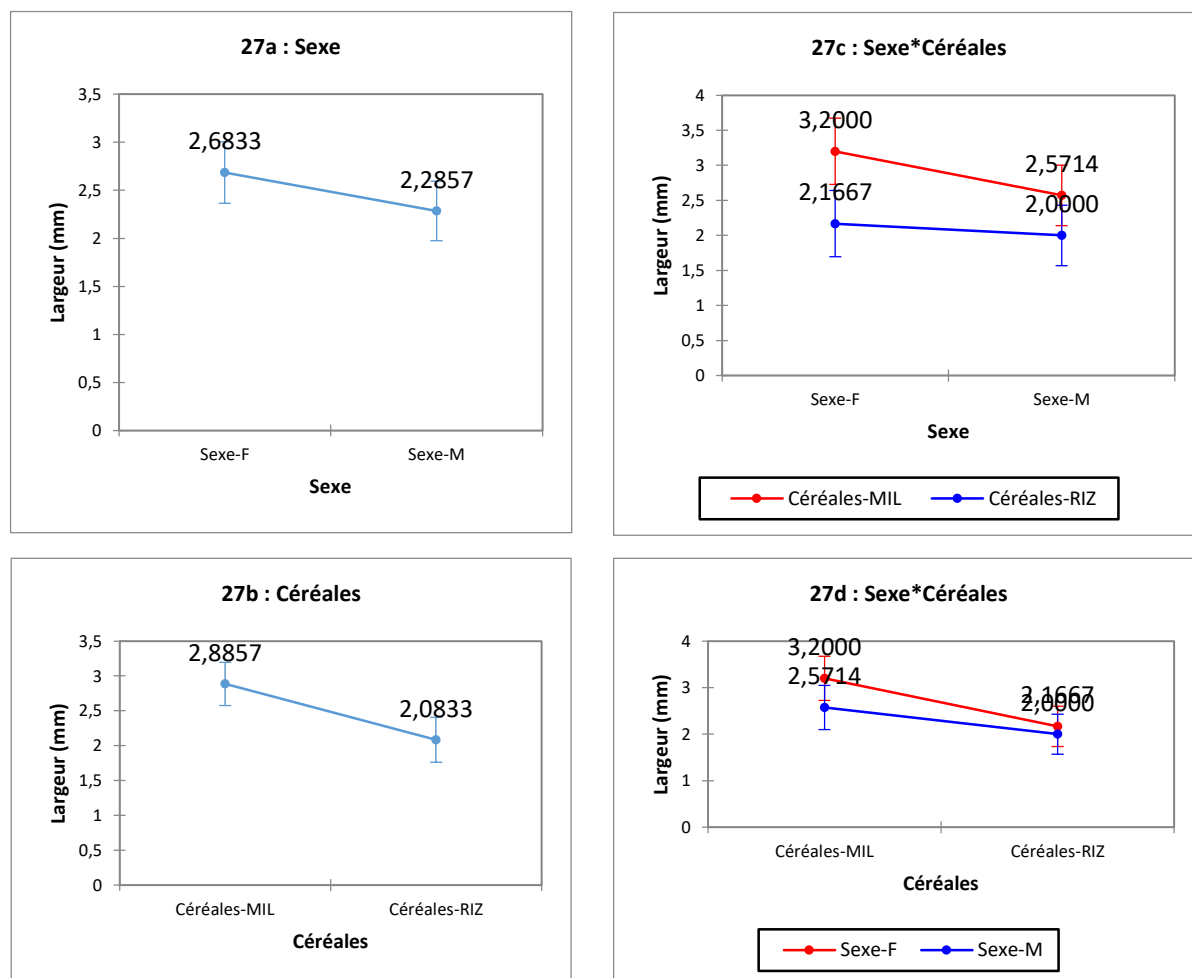 27a : Sexe
3,5
3
2,5
2
1,5
1
0,5
0
Largeur (mm)
2,6833
2,2857
Sexe-F
Sexe-M
Sexe
27c : Sexe*Céréales
4
3,5
3
2,5
2
1,5
1
0,5
0
Largeur (mm)
3,2000
2,5714
2,1667
2,0000
Sexe-F
Sexe-M
Sexe
Céréales-MIL
Céréales-RIZ
27b : Céréales
3,5
3
2,5
2
1,5
1
0,5
0
Largeur (mm)
2,8857
2,0833
Céréales-MIL
Céréales-RIZ
Céréales
27d : Sexe*Céréales
4
3
2
1
0
Largeur (mm)
3,2000
2,5714
2,1667
2,0000
Céréales-MIL
Céréales-RIZ
Céréales
Sexe-F
Sexe-M